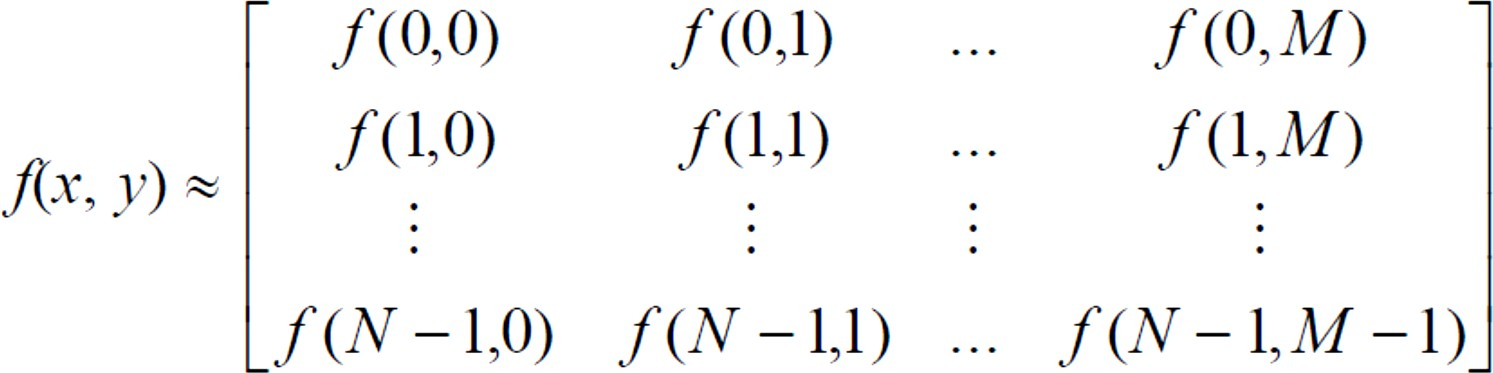 f(0,0) f(0,1) ... f(0,M)
f(1,0) f(1,1) ... f(1,M)
f(x, y) ≈
⋮ ⋮ ⋮ ⋮
f(N−1,0) f(N−1,1) ... f(N−1,M−1)